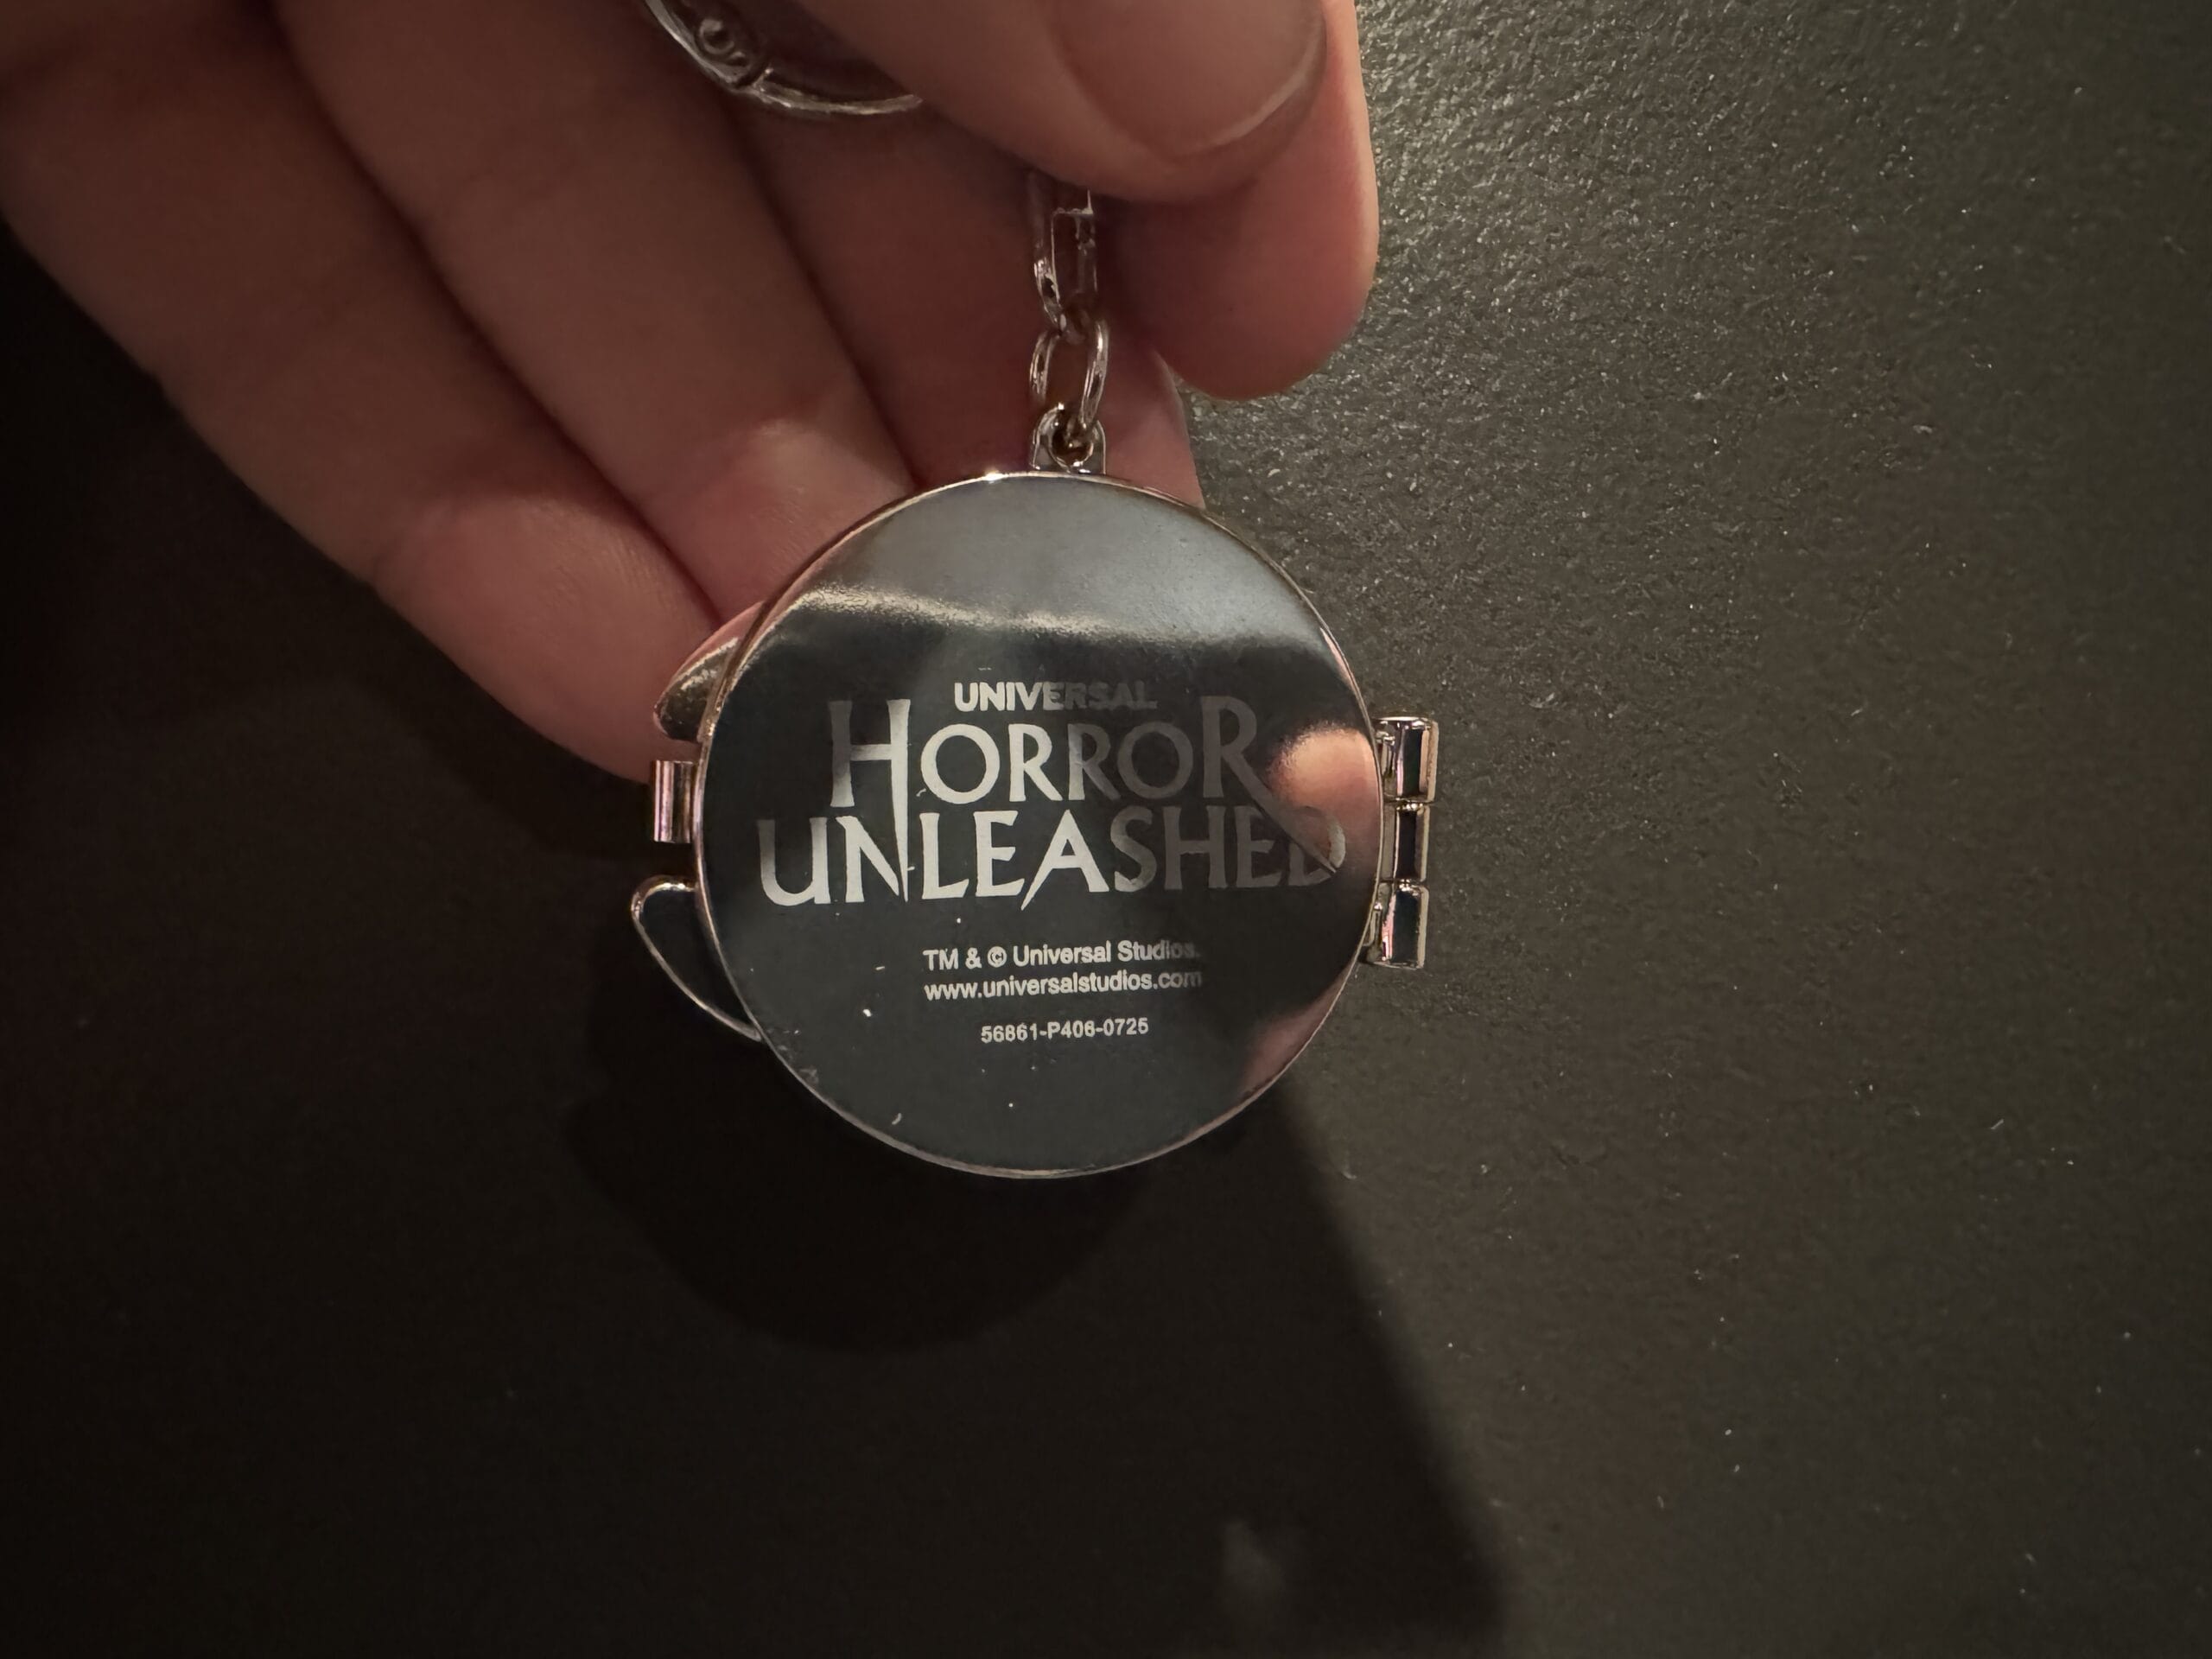 UNIVERSAL
HORROR
UNLEASHED
TM & © Universal Studios.
www.universalstudios.com
56861-P406-0725